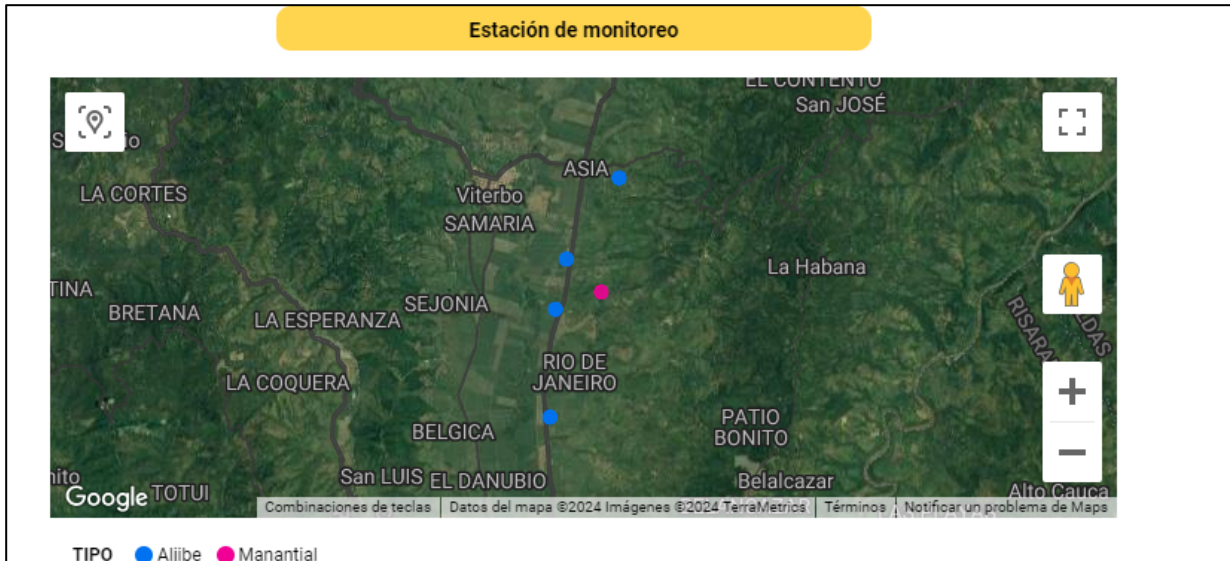 Estación de monitoreo
EL CONTENTO
San JOSÉ
ASIA
LA CORTES
Viterbo
SAMARIA
La Habana
TINA
BRETANA
SEJONIA
LA ESPERANZA
RISARA
LDAS
RIO DE
JANEIRO
LA COQUERA
PATIO
BONITO
BELGICA
San LUIS
EL DANUBIO
Belalcazar
Alto Cauca
nito
TOTUI
Google
Combinaciones de teclas
Datos del mapa ©2024 Imágenes ©2024 TerraMetrics
Términos
Notificar un problema de Maps
TIPO
Aljibe
Manantial